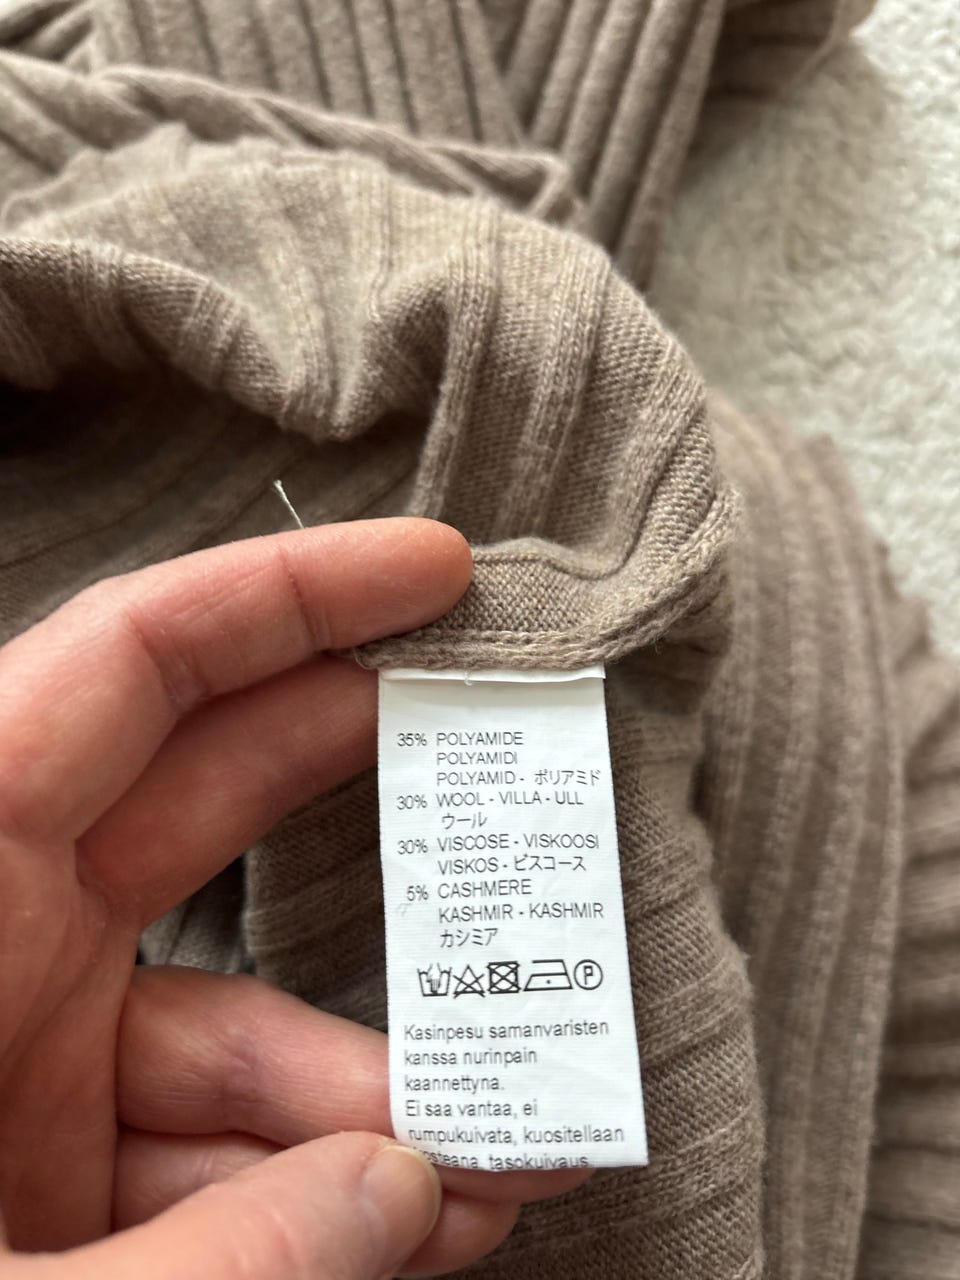 35% POLYAMIDE
POLYAMIDI
POLYAMID - ポリアミド
30% WOOL - VILLA - ULL
ウール
30% VISCOSE - VISKOOSI
VISKOS - ビスコース
5% CASHMERE
KASHMIR - KASHMIR
カシミア
P
Kasinpesu samanvaristen
kanssa nurinpain
kaannettyna.
Ei saa vantaa, ei
rumpukuivata, kuositellaan
tasokuivaus